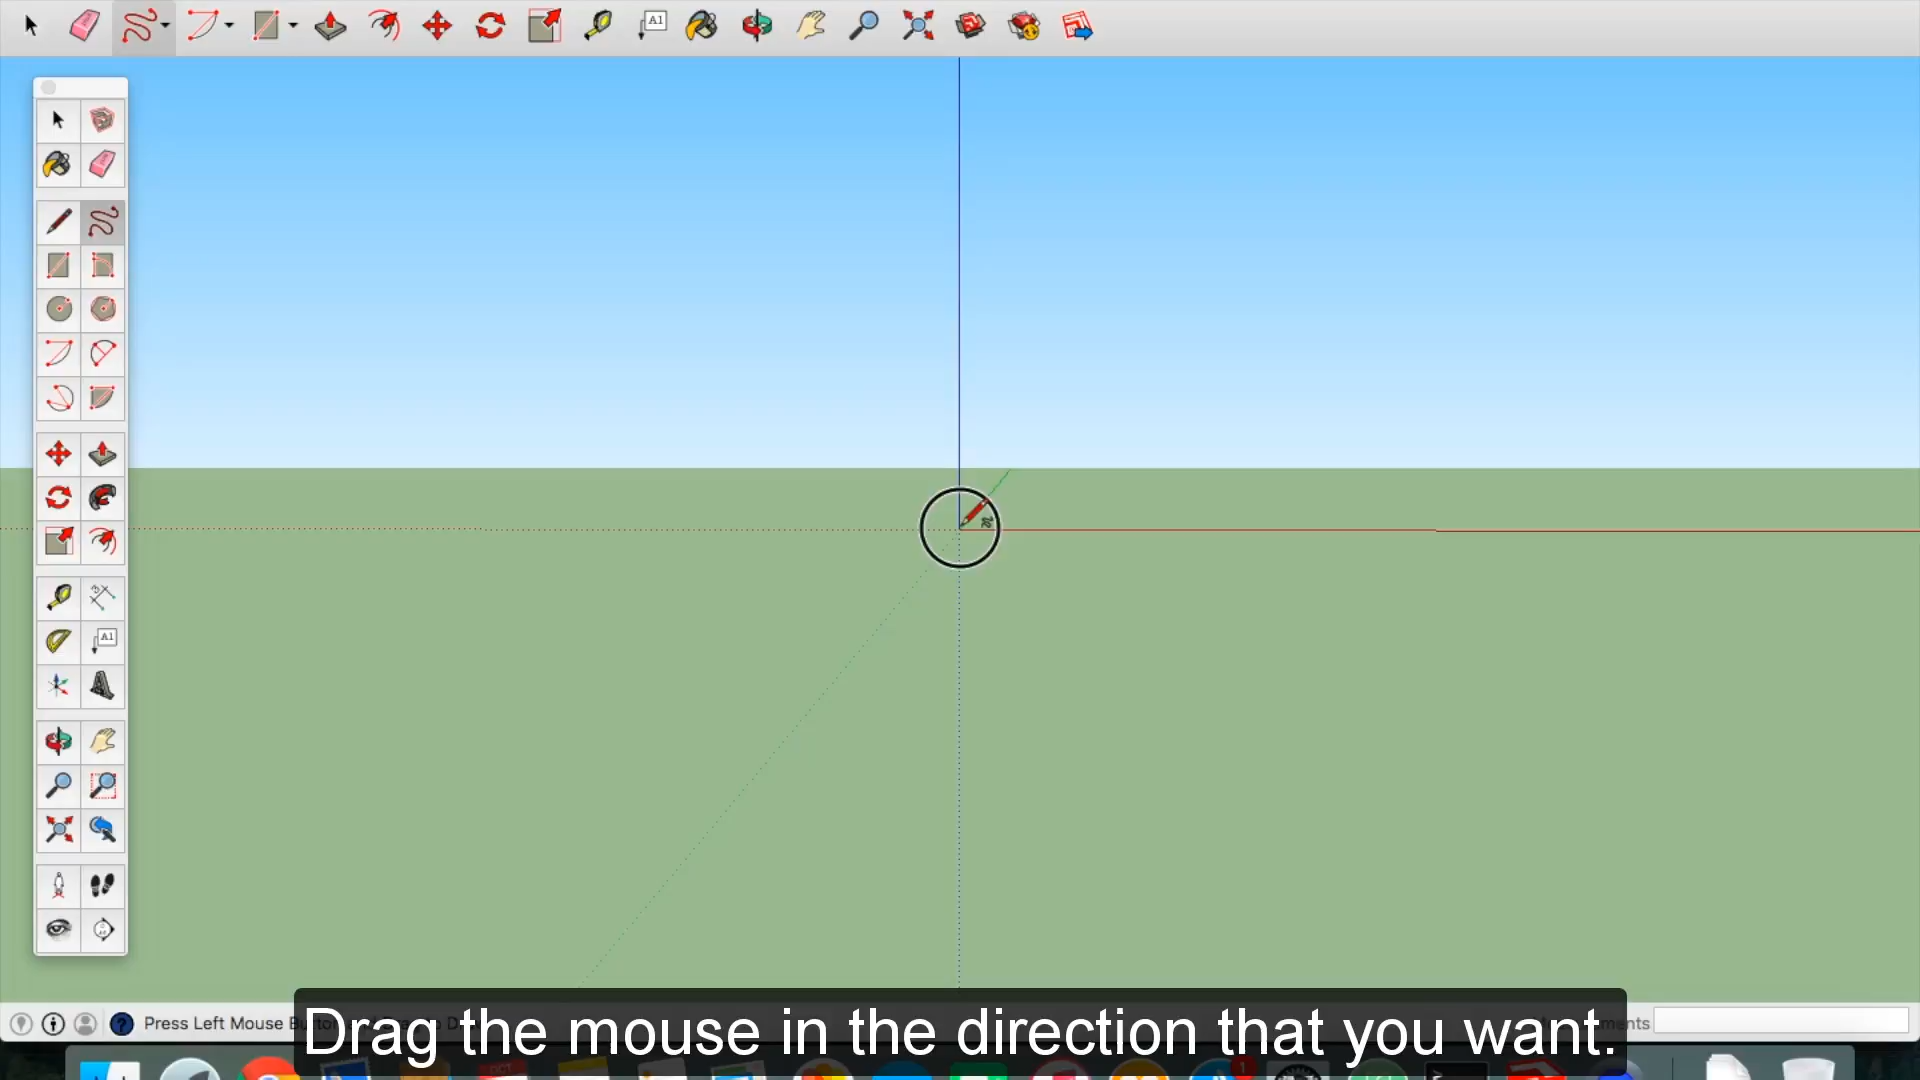 A1
A1
Press Left Mouse
Drag the mouse in the direction that you want.